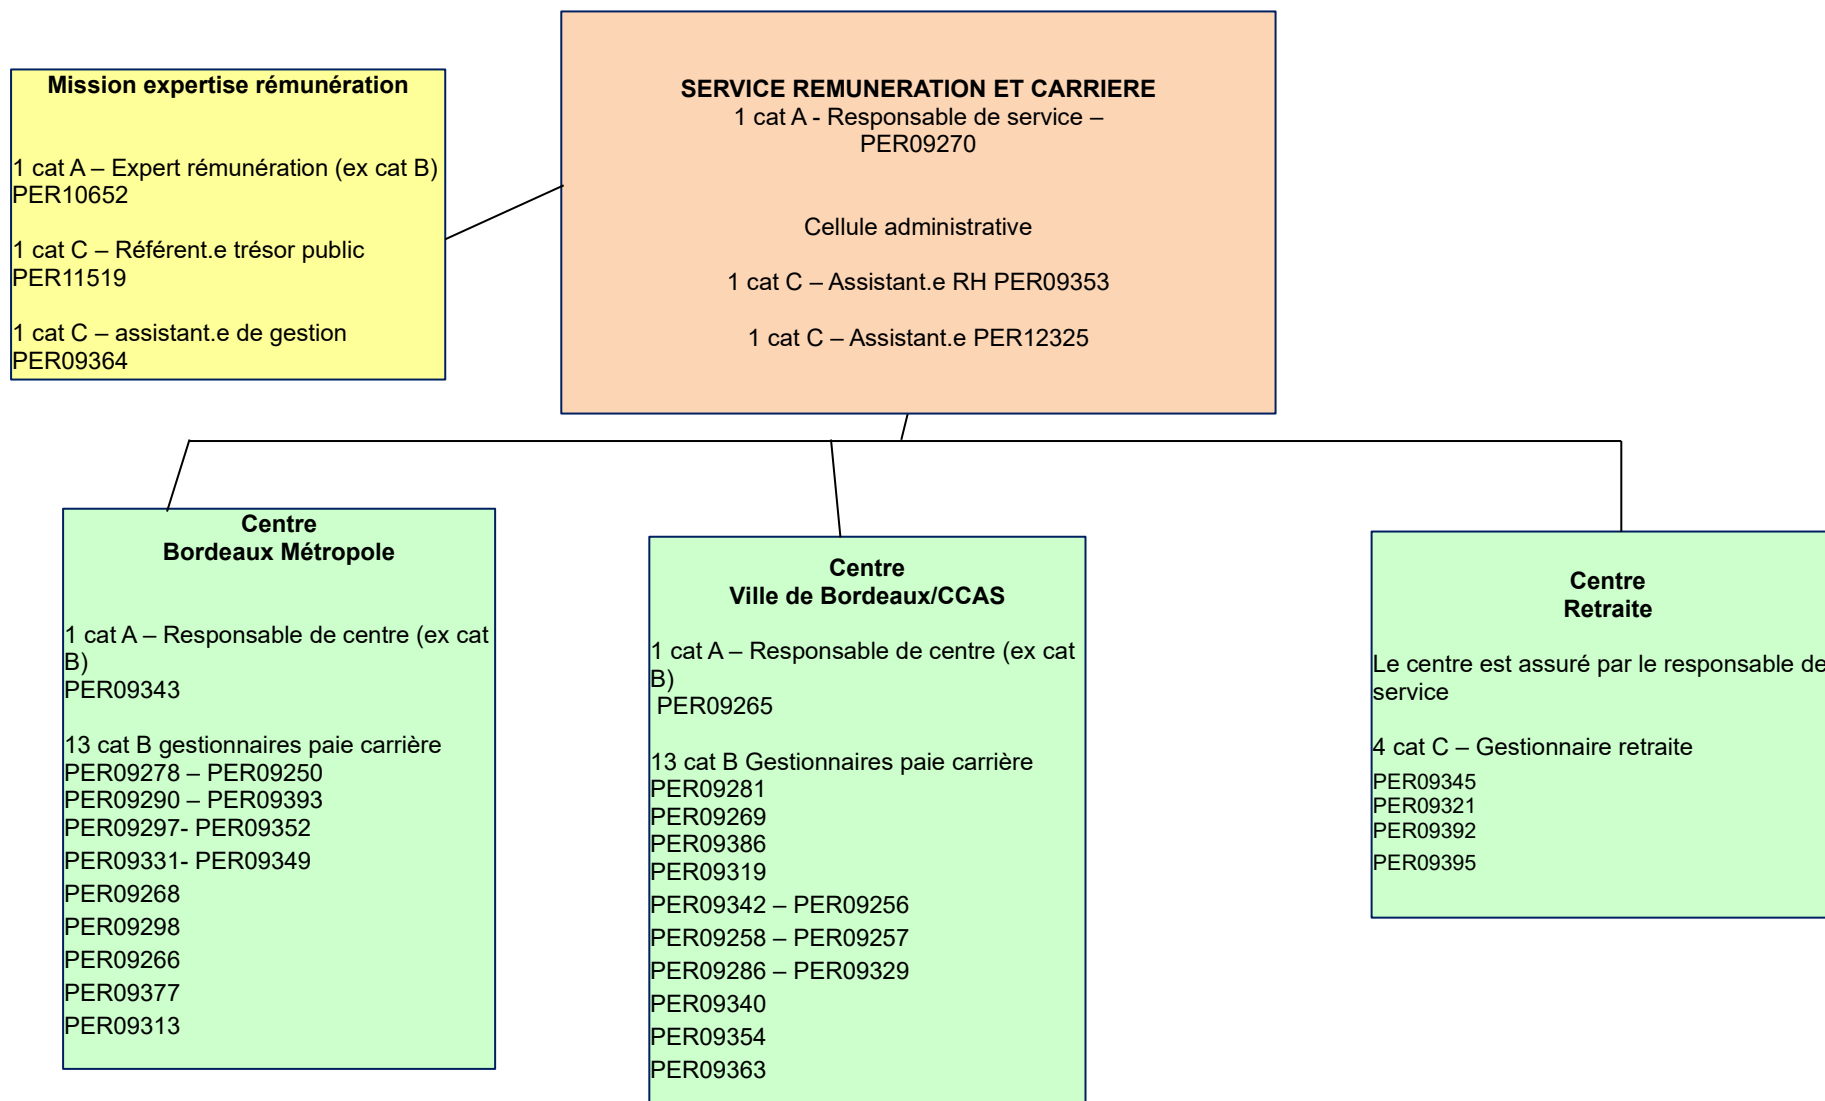 Mission expertise rémunération
1 cat A – Expert rémunération (ex cat B)
PER10652
1 cat C – Référent.e trésor public
PER11519
1 cat C – assistant.e de gestion
PER09364
SERVICE REMUNERATION ET CARRIERE
1 cat A - Responsable de service –
PER09270
Cellule administrative
1 cat C – Assistant.e RH PER09353
1 cat C – Assistant.e PER12325
Centre
Bordeaux Métropole
1 cat A – Responsable de centre (ex cat
B)
PER09343
13 cat B gestionnaires paie carrière
PER09278 – PER09250
PER09290 – PER09393
PER09297- PER09352
PER09331- PER09349
PER09268
PER09298
PER09266
PER09377
PER09313
Centre
Ville de Bordeaux/CCAS
1 cat A – Responsable de centre (ex cat
B)
PER09265
13 cat B Gestionnaires paie carrière
PER09281
PER09269
PER09386
PER09319
PER09342 – PER09256
PER09258 – PER09257
PER09286 – PER09329
PER09340
PER09354
PER09363
Centre
Retraite
Le centre est assuré par le responsable de
service
4 cat C – Gestionnaire retraite
PER09345
PER09321
PER09392
PER09395